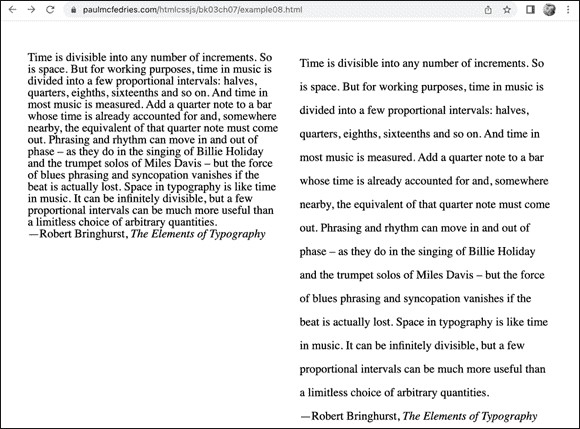 paulmcfedries.com/htmlcssjs/bk03ch07/example08.html
Time is divisible into any number of increments. So
is space. But for working purposes, time in music is
divided into a few proportional intervals: halves,
quarters, eighths, sixteenths and so on. And time in
most music is measured. Add a quarter note to a bar
whose time is already accounted for and, somewhere
nearby, the equivalent of that quarter note must come
out. Phrasing and rhythm can move in and out of
phase – as they do in the singing of Billie Holiday
and the trumpet solos of Miles Davis – but the force
of blues phrasing and syncopation vanishes if the
beat is actually lost. Space in typography is like time
in music. It can be infinitely divisible, but a few
proportional intervals can be much more useful than
a limitless choice of arbitrary quantities.
—Robert Bringhurst, The Elements of Typography
Time is divisible into any number of increments. So
is space. But for working purposes, time in music is
divided into a few proportional intervals: halves,
quarters, eighths, sixteenths and so on. And time in
most music is measured. Add a quarter note to a bar
whose time is already accounted for and, somewhere
nearby, the equivalent of that quarter note must come
out. Phrasing and rhythm can move in and out of
phase – as they do in the singing of Billie Holiday
and the trumpet solos of Miles Davis – but the force
of blues phrasing and syncopation vanishes if the
beat is actually lost. Space in typography is like time
in music. It can be infinitely divisible, but a few
proportional intervals can be much more useful than
a limitless choice of arbitrary quantities.
—Robert Bringhurst, The Elements of Typography